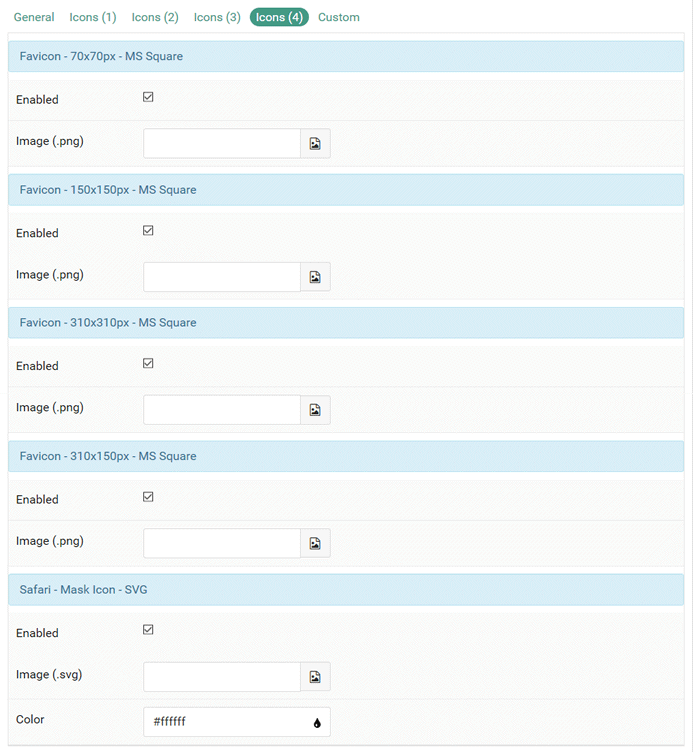 General Icons (1) Icons (2) Icons (3) Icons (4) Custom
Favicon - 70x70px - MS Square
Enabled
Image (.png)
Favicon - 150x150px - MS Square
Enabled
Image (.png)
Favicon - 310x310px - MS Square
Enabled
Image (.png)
Favicon - 310x150px - MS Square
Enabled
Image (.png)
Safari - Mask Icon - SVG
Enabled
Image (.svg)
Color #ffffff